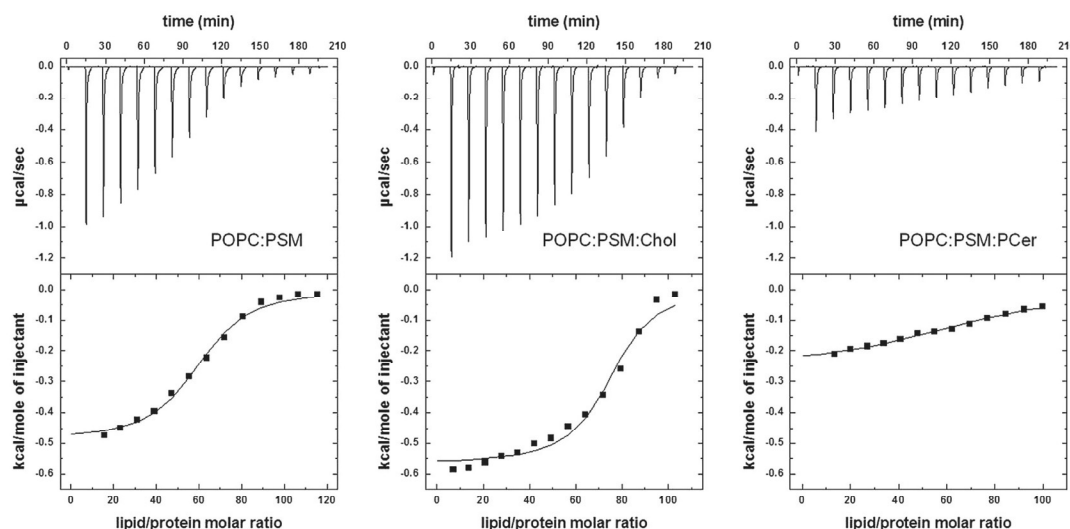 time (min)
0 30 60 90 120 150 180 210
0.0
-0.2
-0.4
-0.6
-0.8
-1.0
-1.2
µcal/sec
POPC:PSM
0.0
-0.1
-0.2
-0.3
-0.4
-0.5
-0.6
kcal/mole of injectant
0 20 40 60 80 100 120
lipid/protein molar ratio
time (min)
0 30 60 90 120 150 180 210
0.0
-0.2
-0.4
-0.6
-0.8
-1.0
-1.2
µcal/sec
POPC:PSM:Chol
0.0
-0.1
-0.2
-0.3
-0.4
-0.5
-0.6
kcal/mole of injectant
0 20 40 60 80 100
lipid/protein molar ratio
time (min)
0 30 60 90 120 150 180 210
0.0
-0.2
-0.4
-0.6
-0.8
-1.0
-1.2
µcal/sec
POPC:PSM:PCer
0.0
-0.1
-0.2
-0.3
-0.4
-0.5
-0.6
kcal/mole of injectant
0 20 40 60 80 100
lipid/protein molar ratio